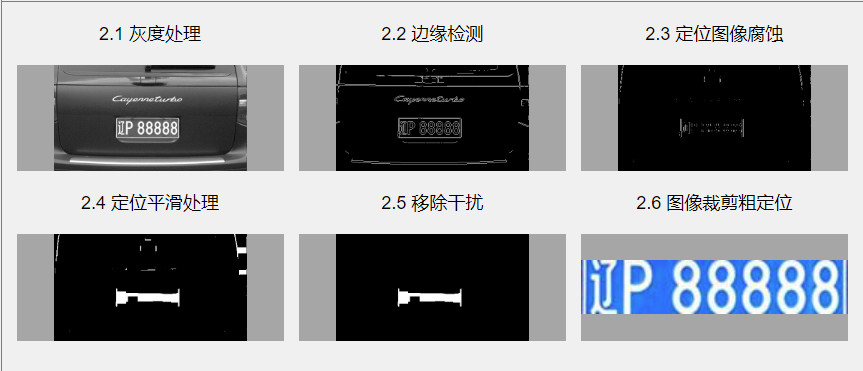 2.1 灰度处理
2.2 边缘检测
2.3 定位图像腐蚀
Cayenneturbo
辽P 88888
Cayenneturbo
辽P 88888
2.4 定位平滑处理
2.5 移除干扰
2.6 图像裁剪粗定位
辽P 88888